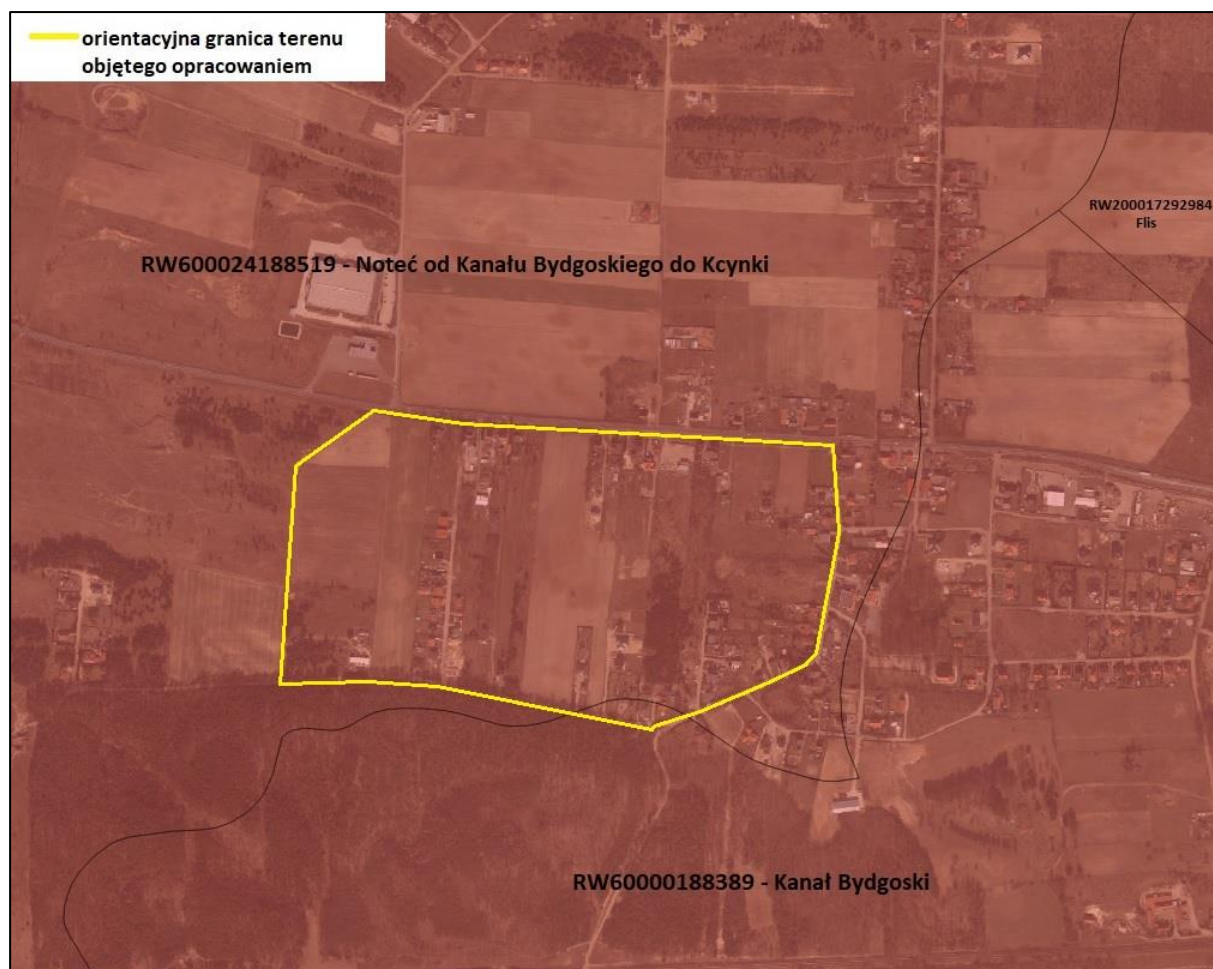 orientacyjna granica terenu
objętego opracowaniem
RW200017292984
Flis
RW600024188519 - Noteć od Kanału Bydgoskiego do Kcynki
RW60000188389 - Kanał Bydgoski